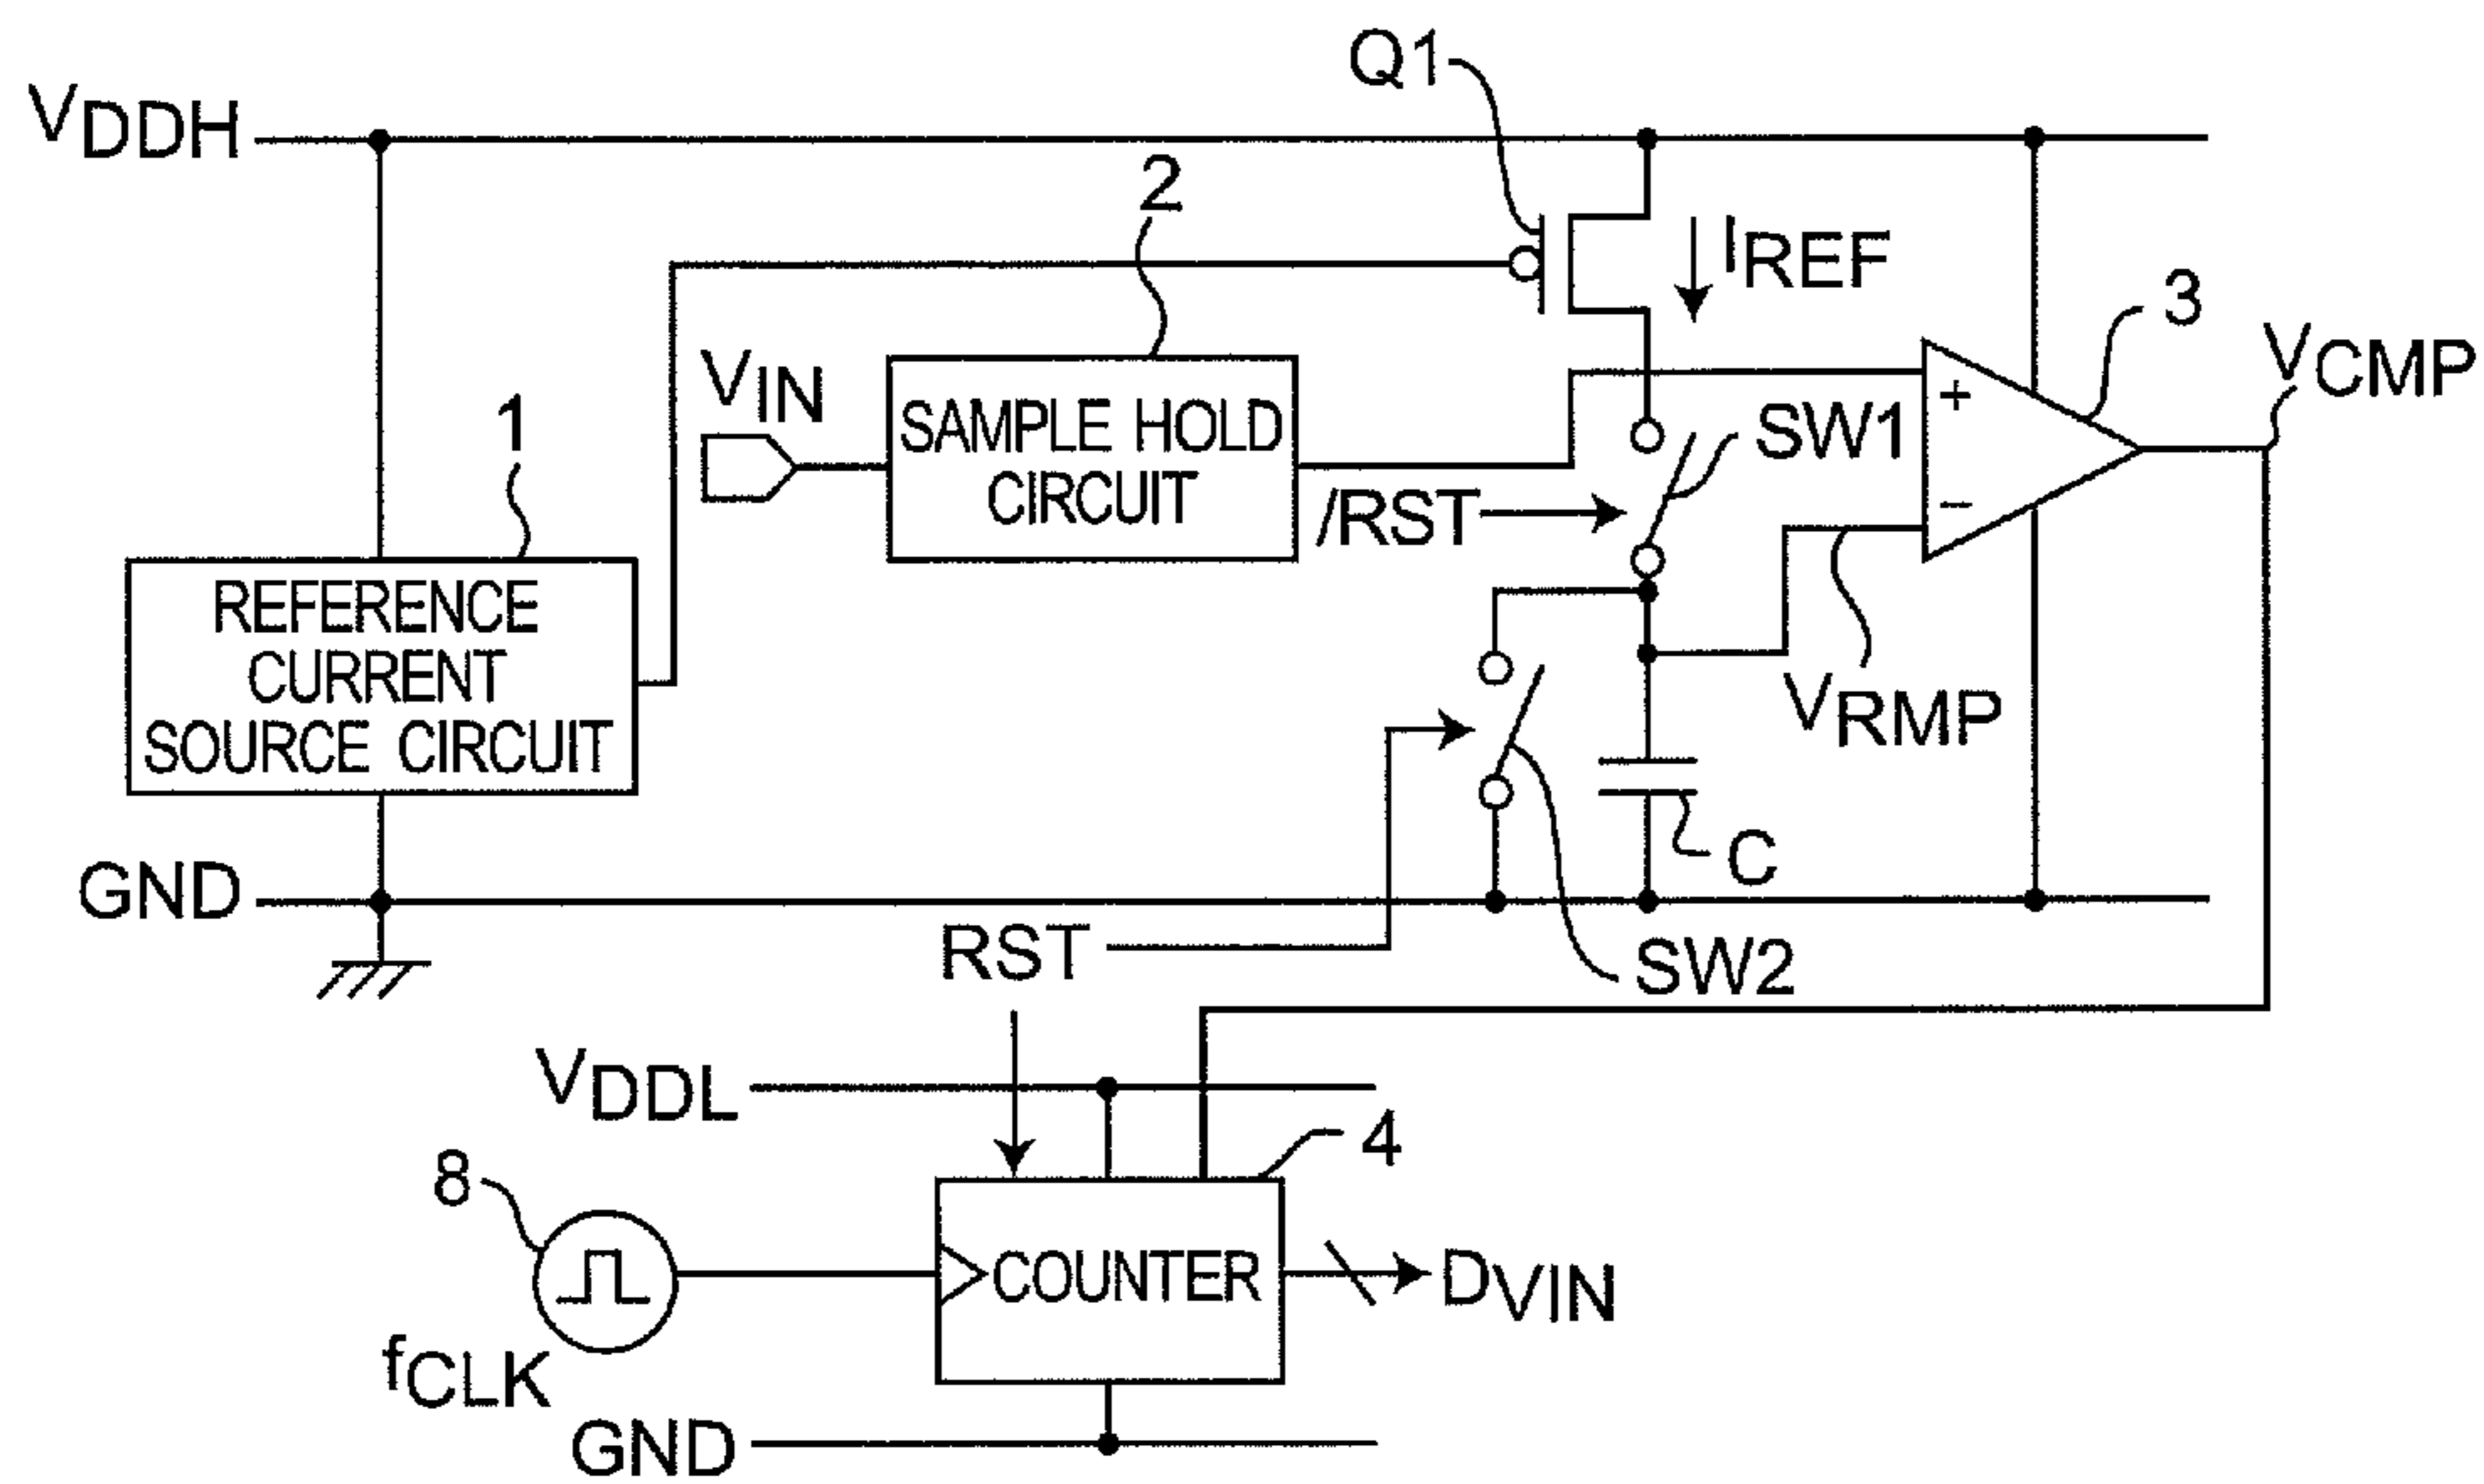 Q1
VDDH
2
IREF
3
VCMP
VIN
1
SAMPLE HOLD
CIRCUIT
+
SW1
/RST
−
REFERENCE
CURRENT
SOURCE CIRCUIT
VRMP
C
GND
RST
SW2
VDDL
4
8
COUNTER
DVIN
fCLK
GND